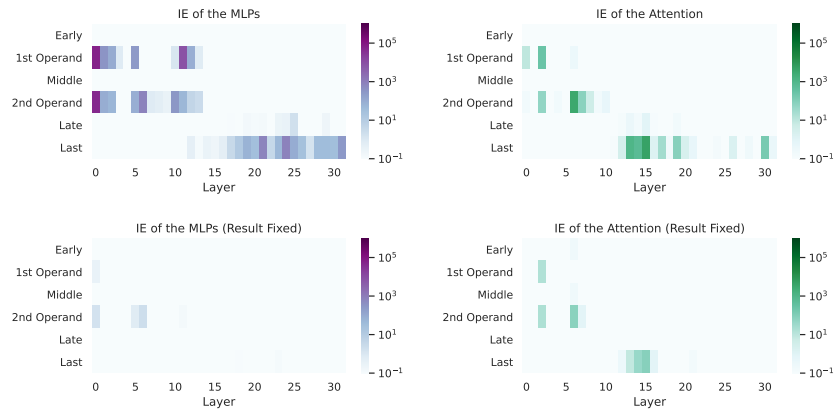 IE of the MLPs
Early
1st Operand
Middle
2nd Operand
Late
Last
0 5 10 15 20 25 30
Layer
10^5
10^3
10^1
10^−1
IE of the Attention
Early
1st Operand
Middle
2nd Operand
Late
Last
0 5 10 15 20 25 30
Layer
10^5
10^3
10^1
10^−1
IE of the MLPs (Result Fixed)
Early
1st Operand
Middle
2nd Operand
Late
Last
0 5 10 15 20 25 30
Layer
10^5
10^3
10^1
10^−1
IE of the Attention (Result Fixed)
Early
1st Operand
Middle
2nd Operand
Late
Last
0 5 10 15 20 25 30
Layer
10^5
10^3
10^1
10^−1